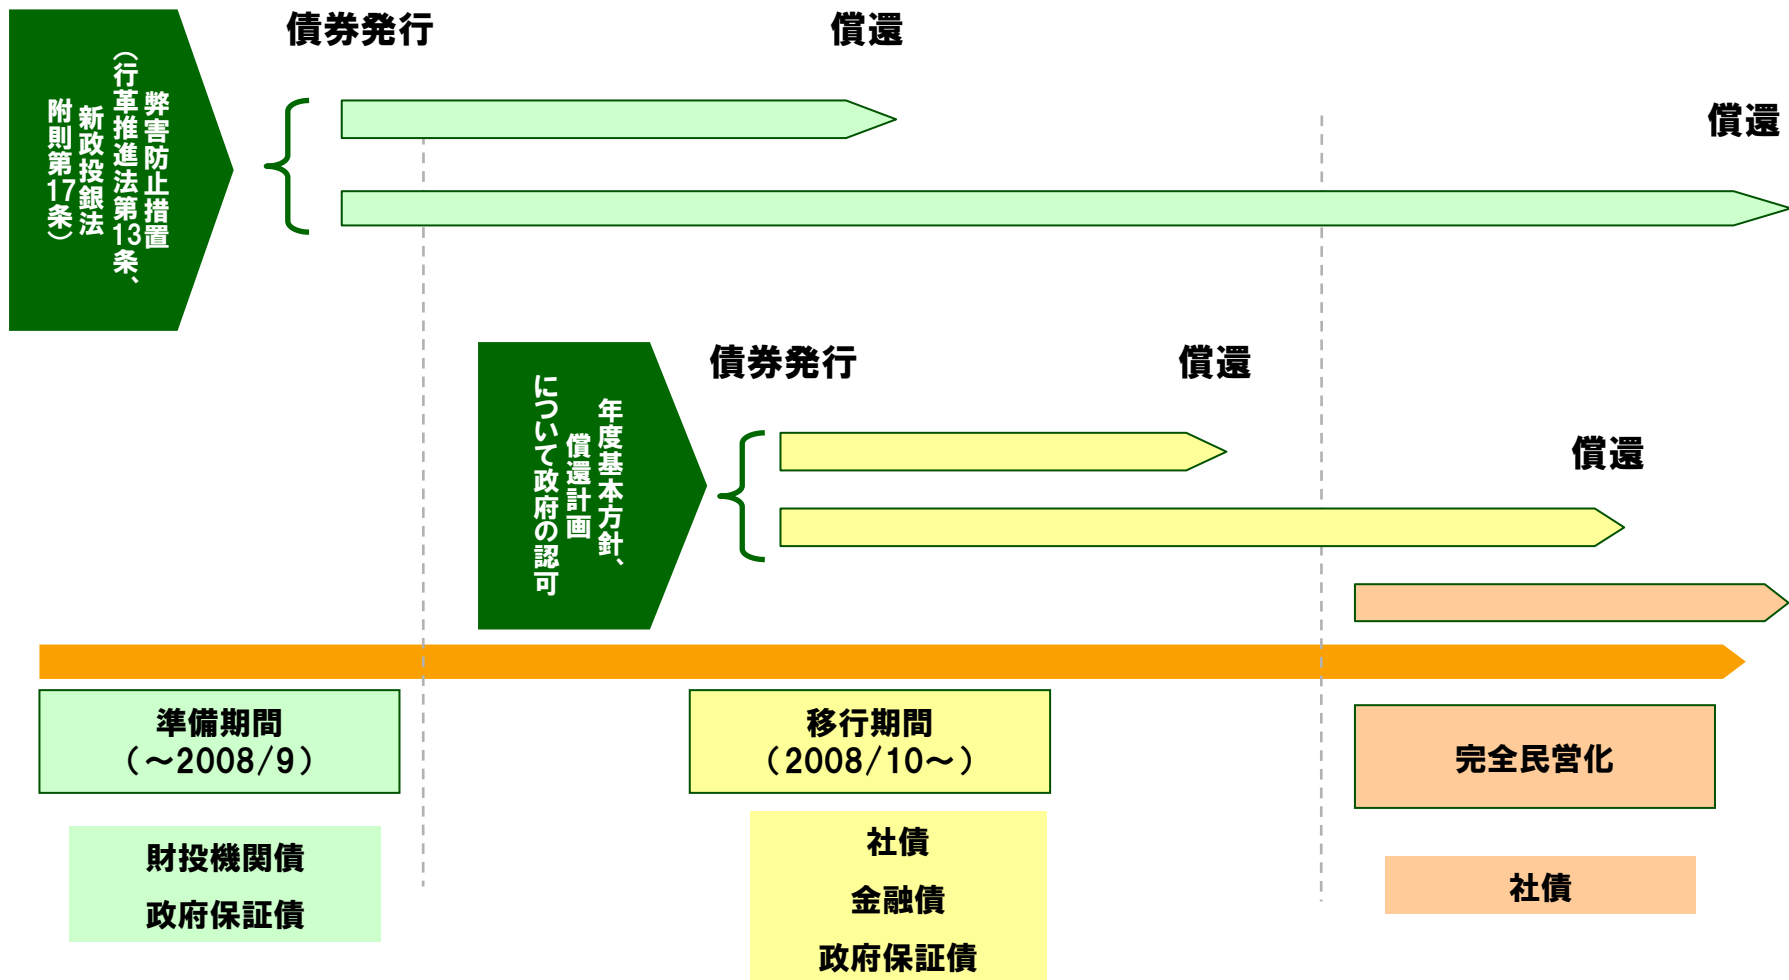 債券発行
償還
弊害防止措置
（行革推進法第13条、
新政投銀法
附則第17条）
償還
債券発行
償還
年度基本方針、
償還計画
について政府の認可
償還
準備期間
（～2008/9）
移行期間
（2008/10～）
完全民営化
財投機関債
政府保証債
社債
金融債
政府保証債
社債